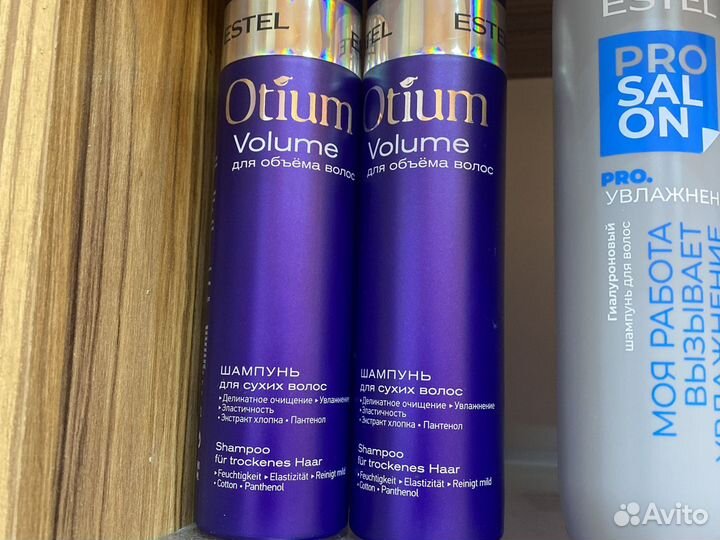 ESTEL
Otium
Volume
для объёма волос
ШАМПУНЬ
для сухих волос
▸Деликатное очищение ▸Увлажнение
▸Эластичность
▸Экстракт хлопка • Пантенол
Shampoo
für trockenes Haar
▸Feuchtigkeit ▸Elastizität ▸Reinigt mild
▸Cotton • Panthenol
ESTEL
Otium
Volume
для объёма волос
ШАМПУНЬ
для сухих волос
▸Деликатное очищение ▸Увлажнение
▸Эластичность
▸Экстракт хлопка • Пантенол
Shampoo
für trockenes Haar
▸Feuchtigkeit ▸Elastizität ▸Reinigt mild
▸Cotton • Panthenol
ESTEL
PRO
SAL
ON
PRO.
УВЛАЖНЕН
Гиалуроновый
шампунь для волос
МОЯ РАБОТА
ВЫЗЫВАЕТ
УВЛАЖНЕНИЕ
Avito